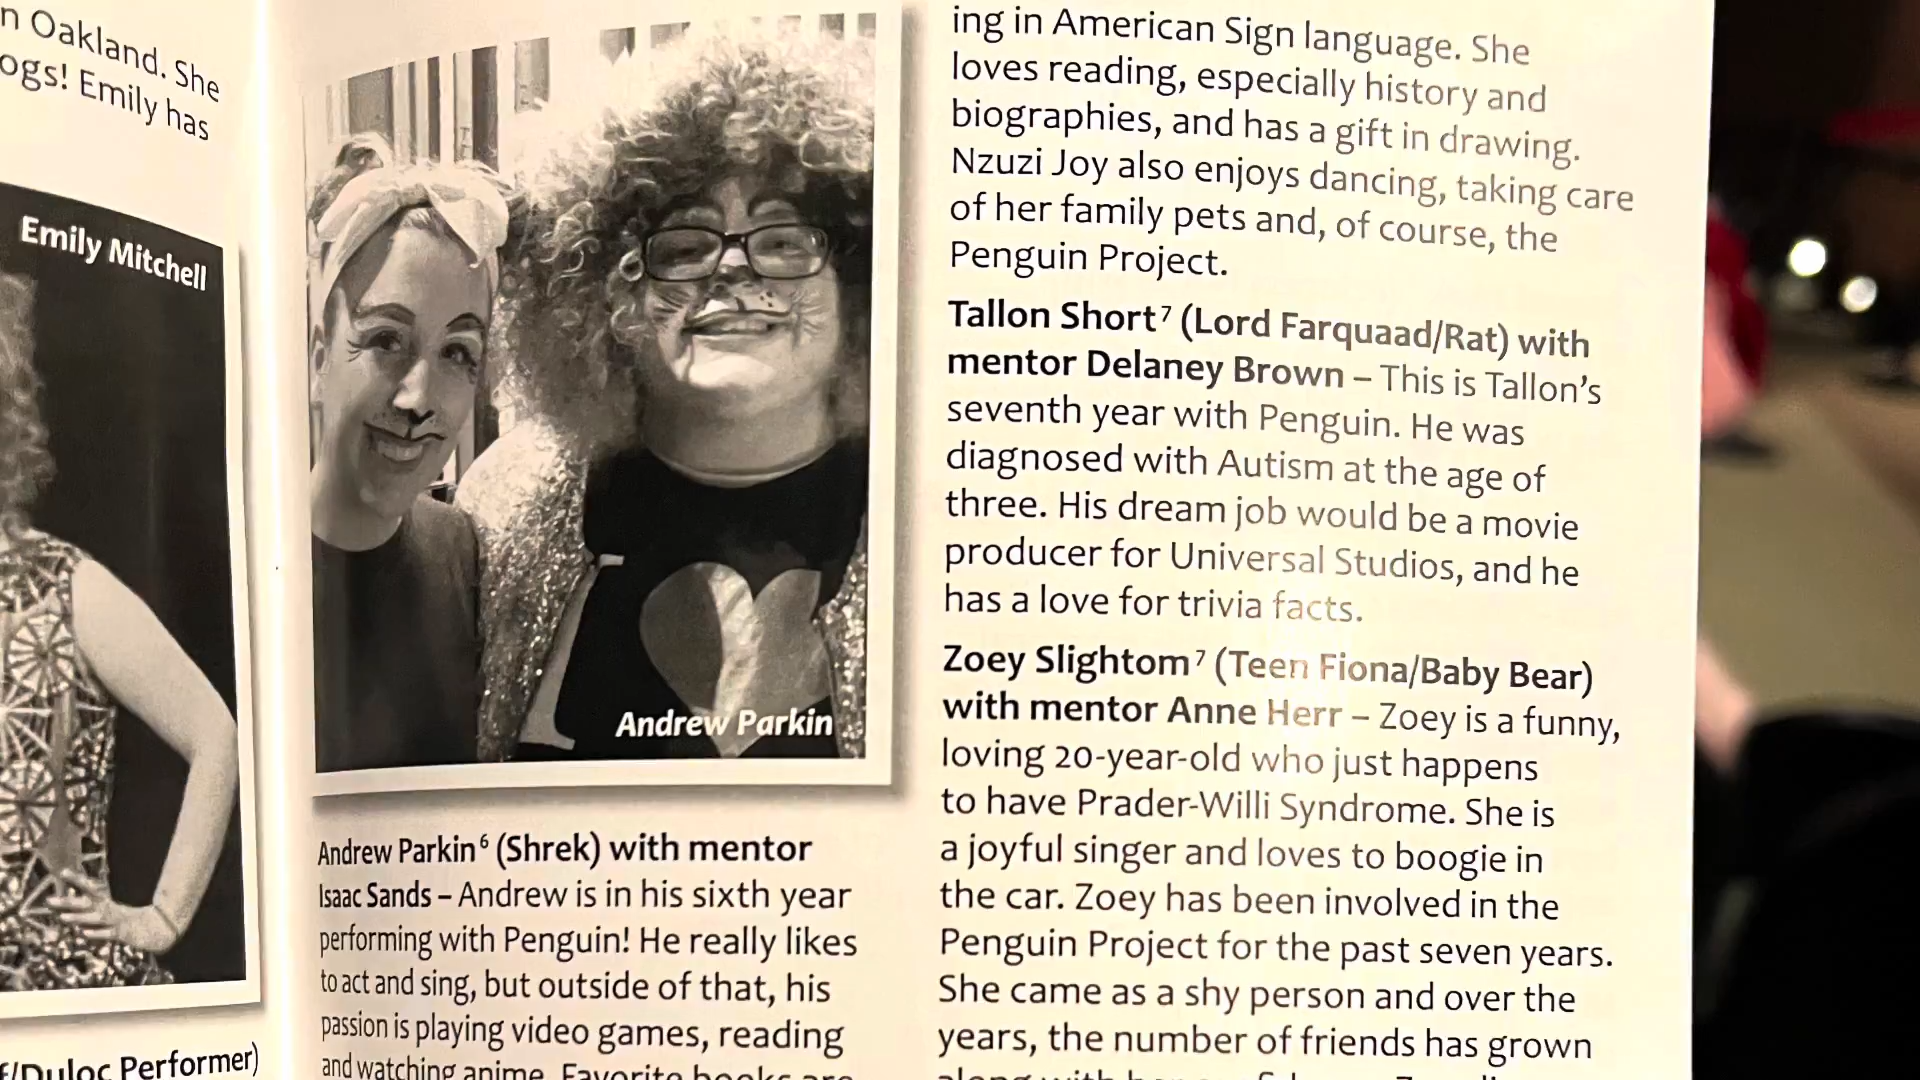 n Oakland. She
ogs! Emily has
Emily Mitchell
Duloc Performer)
Andrew Parkin
Andrew Parkin⁶ (Shrek) with mentor
Isaac Sands – Andrew is in his sixth year
performing with Penguin! He really likes
to act and sing, but outside of that, his
passion is playing video games, reading
and watching anime. Favorite books are
ing in American Sign language. She
loves reading, especially history and
biographies, and has a gift in drawing.
Nzuzi Joy also enjoys dancing, taking care
of her family pets and, of course, the
Penguin Project.
Tallon Short⁷ (Lord Farquaad/Rat) with
mentor Delaney Brown – This is Tallon’s
seventh year with Penguin. He was
diagnosed with Autism at the age of
three. His dream job would be a movie
producer for Universal Studios, and he
has a love for trivia facts.
Zoey Slightom⁷ (Teen Fiona/Baby Bear)
with mentor Anne Herr – Zoey is a funny,
loving 20-year-old who just happens
to have Prader-Willi Syndrome. She is
a joyful singer and loves to boogie in
the car. Zoey has been involved in the
Penguin Project for the past seven years.
She came as a shy person and over the
years, the number of friends has grown
along with